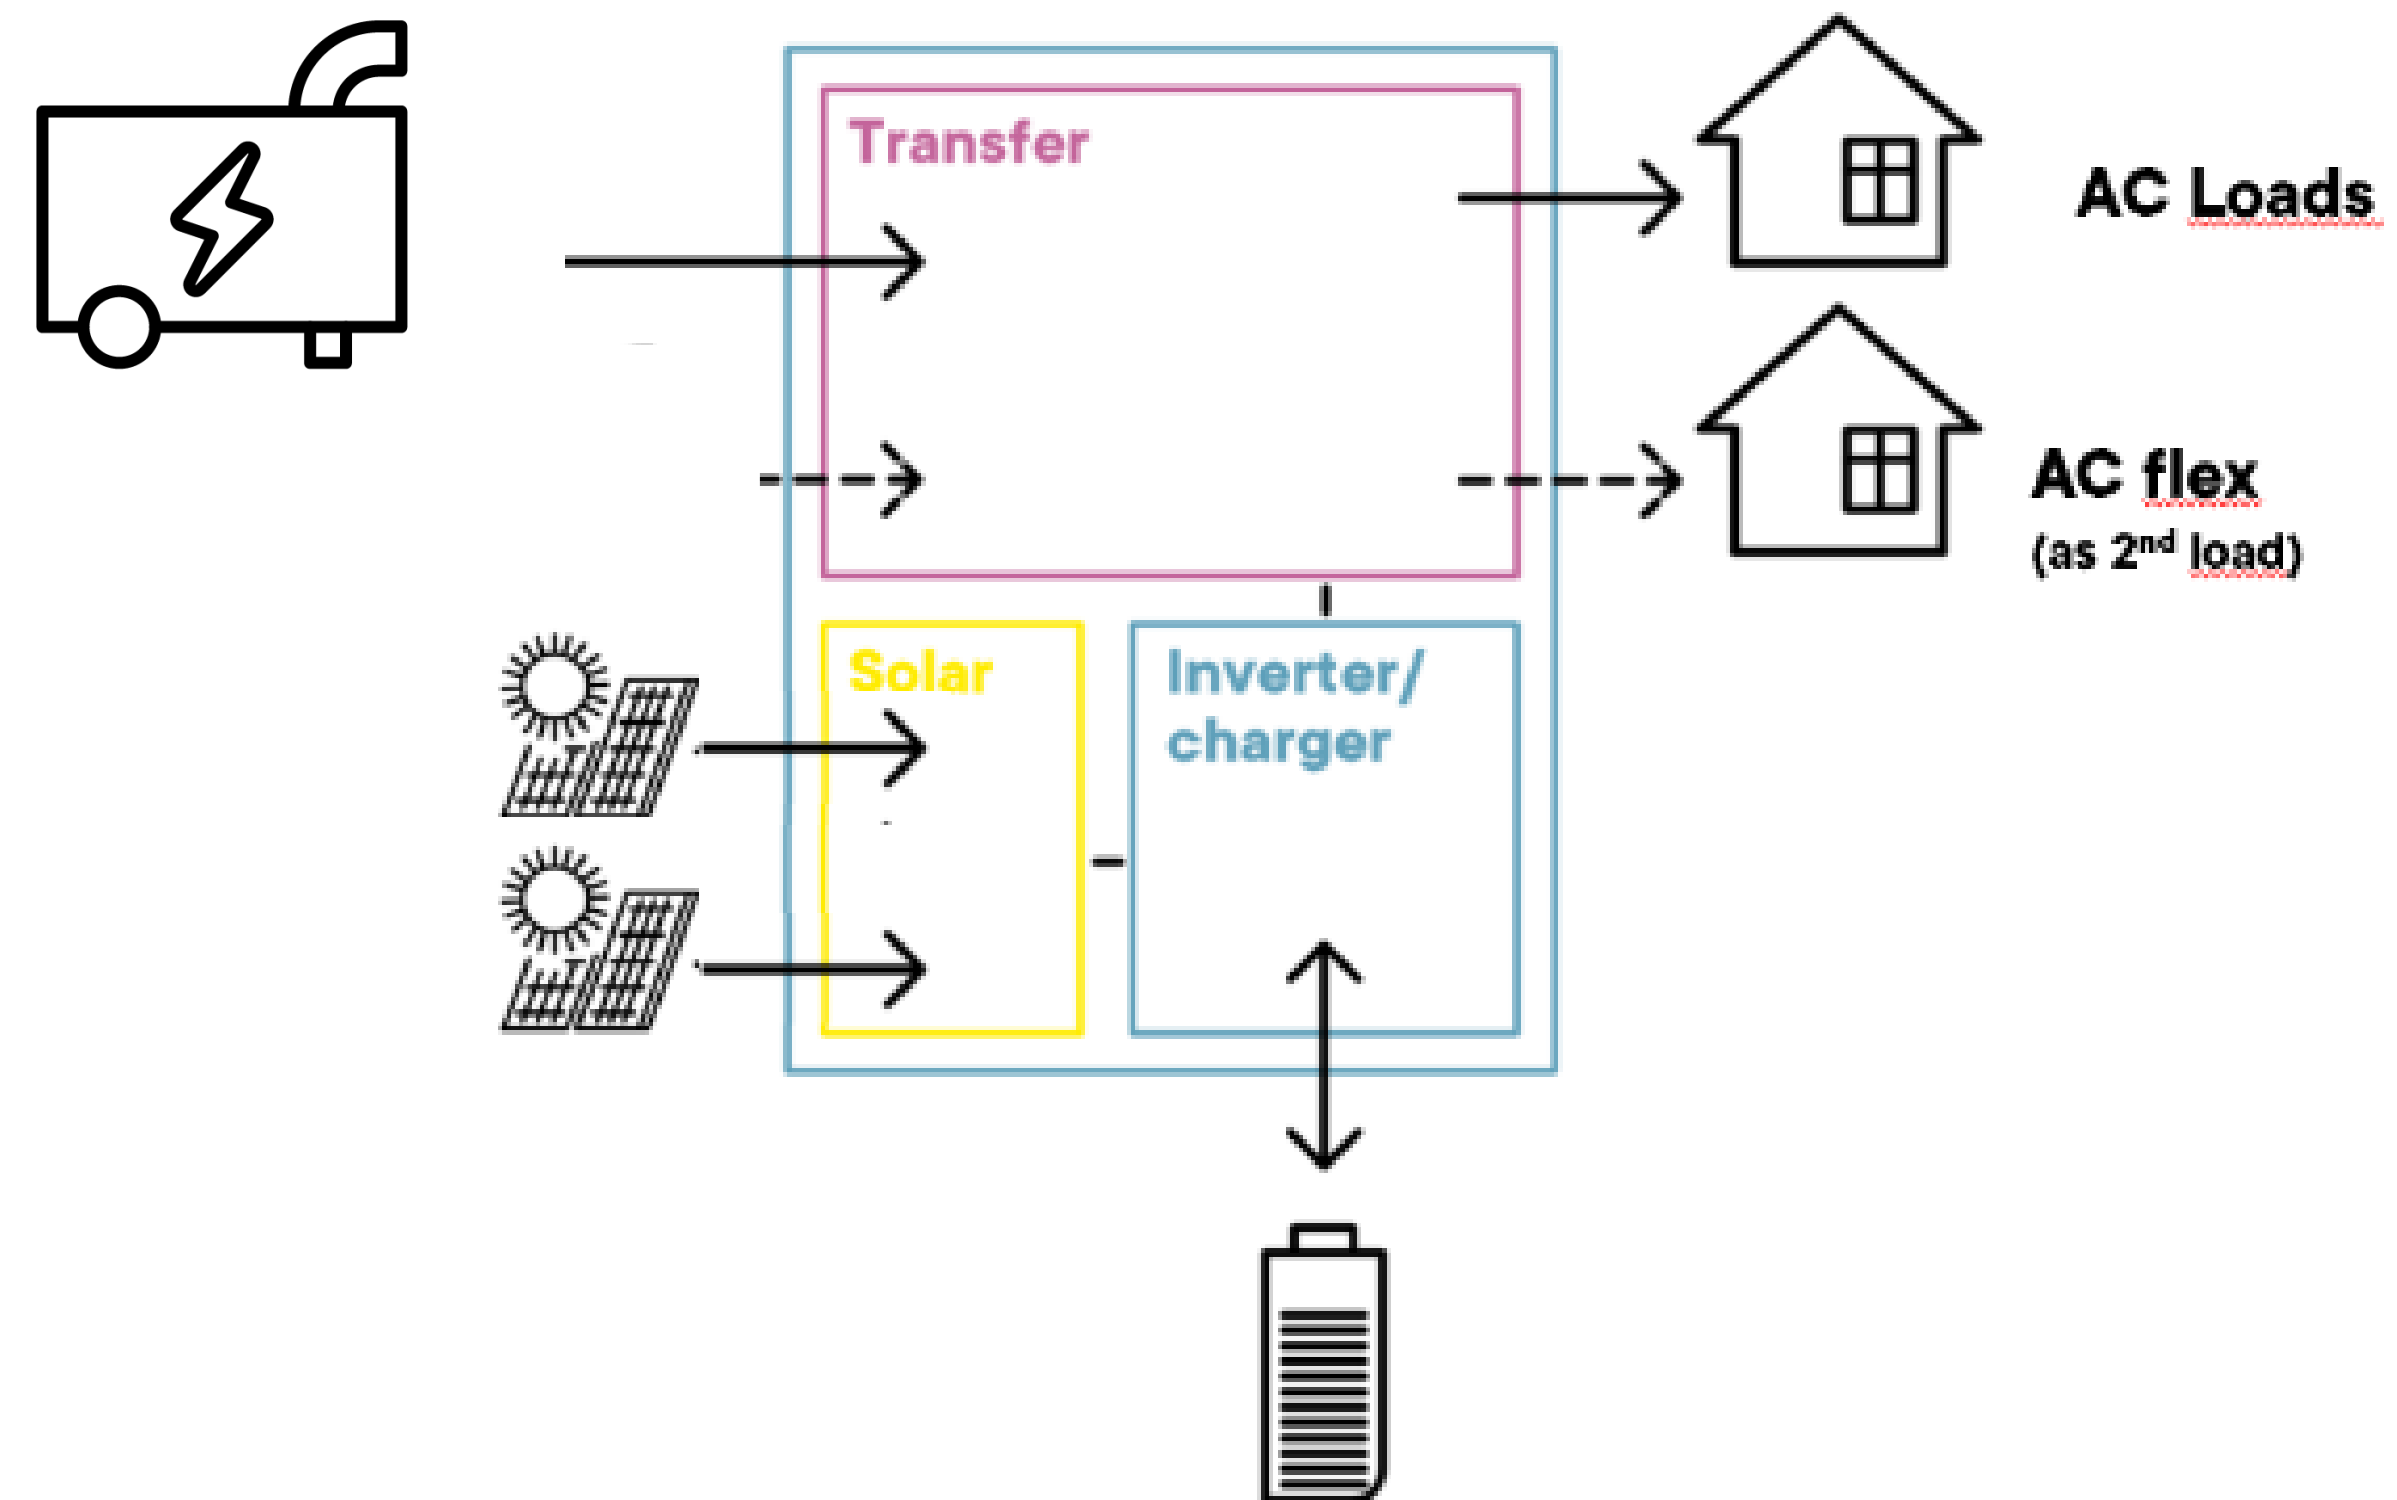 Transfer
AC Loads
AC flex
(as 2nd load)
Solar
Inverter/
charger